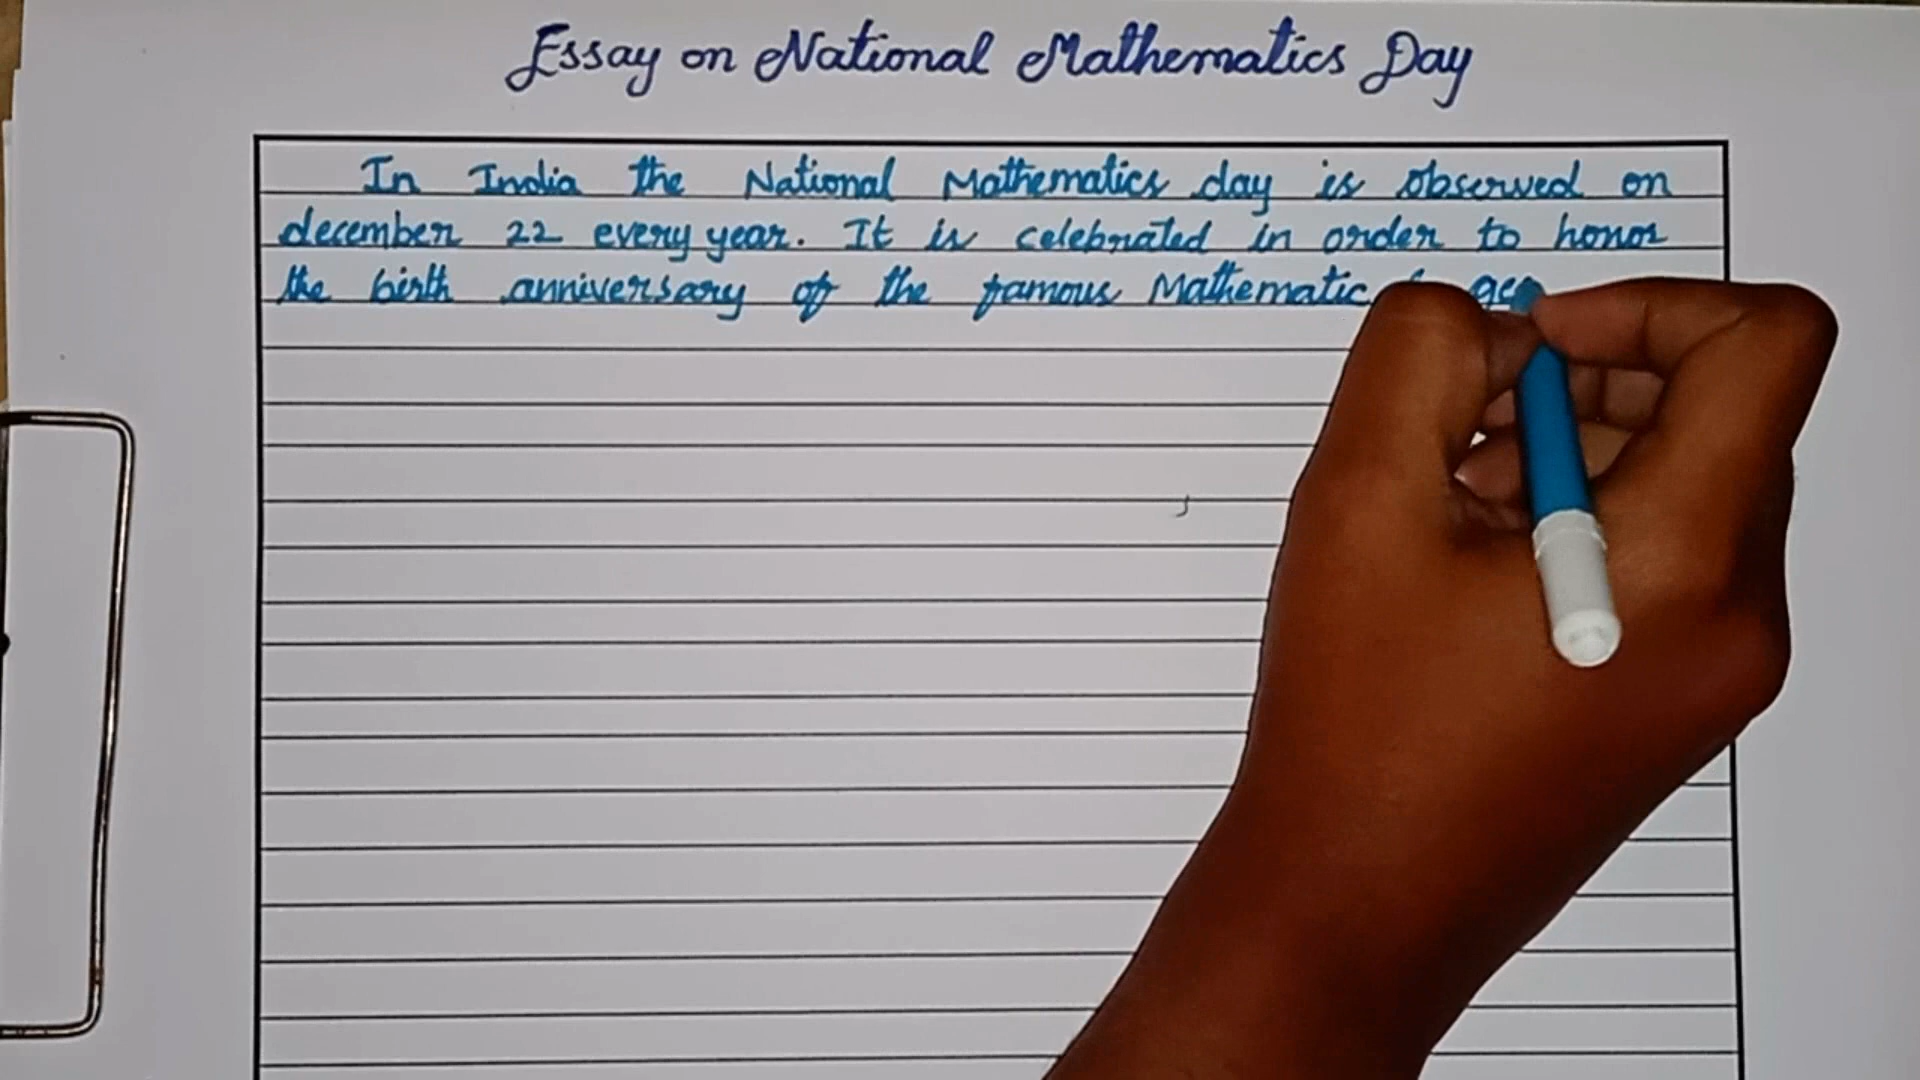 Essay on National Mathematics Day
In India the National Mathematics day is observed on
december 22 every year. It is celebrated in order to honor
the birth anniversary of the famous